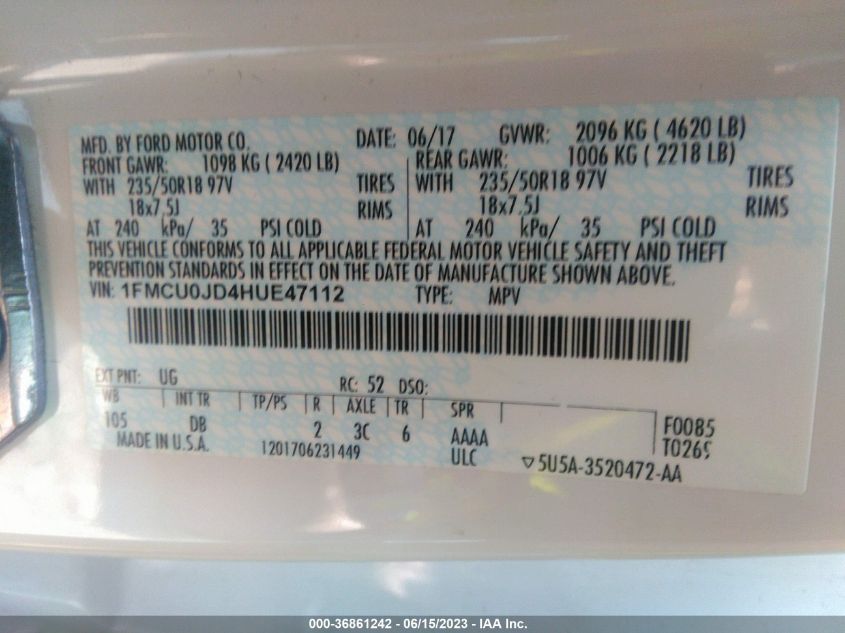 MFD. BY FORD MOTOR CO. DATE: 06/17 GVWR: 2096 KG ( 4620 LB)
FRONT GAWR: 1098 KG ( 2420 LB) REAR GAWR: 1006 KG ( 2218 LB)
WITH 235/50R18 97V TIRES WITH 235/50R18 97V TIRES
18x7.5J RIMS 18x7.5J RIMS
AT 240 kPa/ 35 PSI COLD AT 240 kPa/ 35 PSI COLD
THIS VEHICLE CONFORMS TO ALL APPLICABLE FEDERAL MOTOR VEHICLE SAFETY AND THEFT
PREVENTION STANDARDS IN EFFECT ON THE DATE OF MANUFACTURE SHOWN ABOVE.
VIN: 1FMCU0JD4HUE47112 TYPE: MPV
EXT PNT: UG RC: 52 DSO:
WB INT TR TP/PS R AXLE TR SPR
105 DB 2 3C 6 AAAA F0085
MADE IN U.S.A. 1201706231449 ULC ▽5U5A-3520472-AA T0269
000-36861242 - 06/15/2023 - IAA Inc.